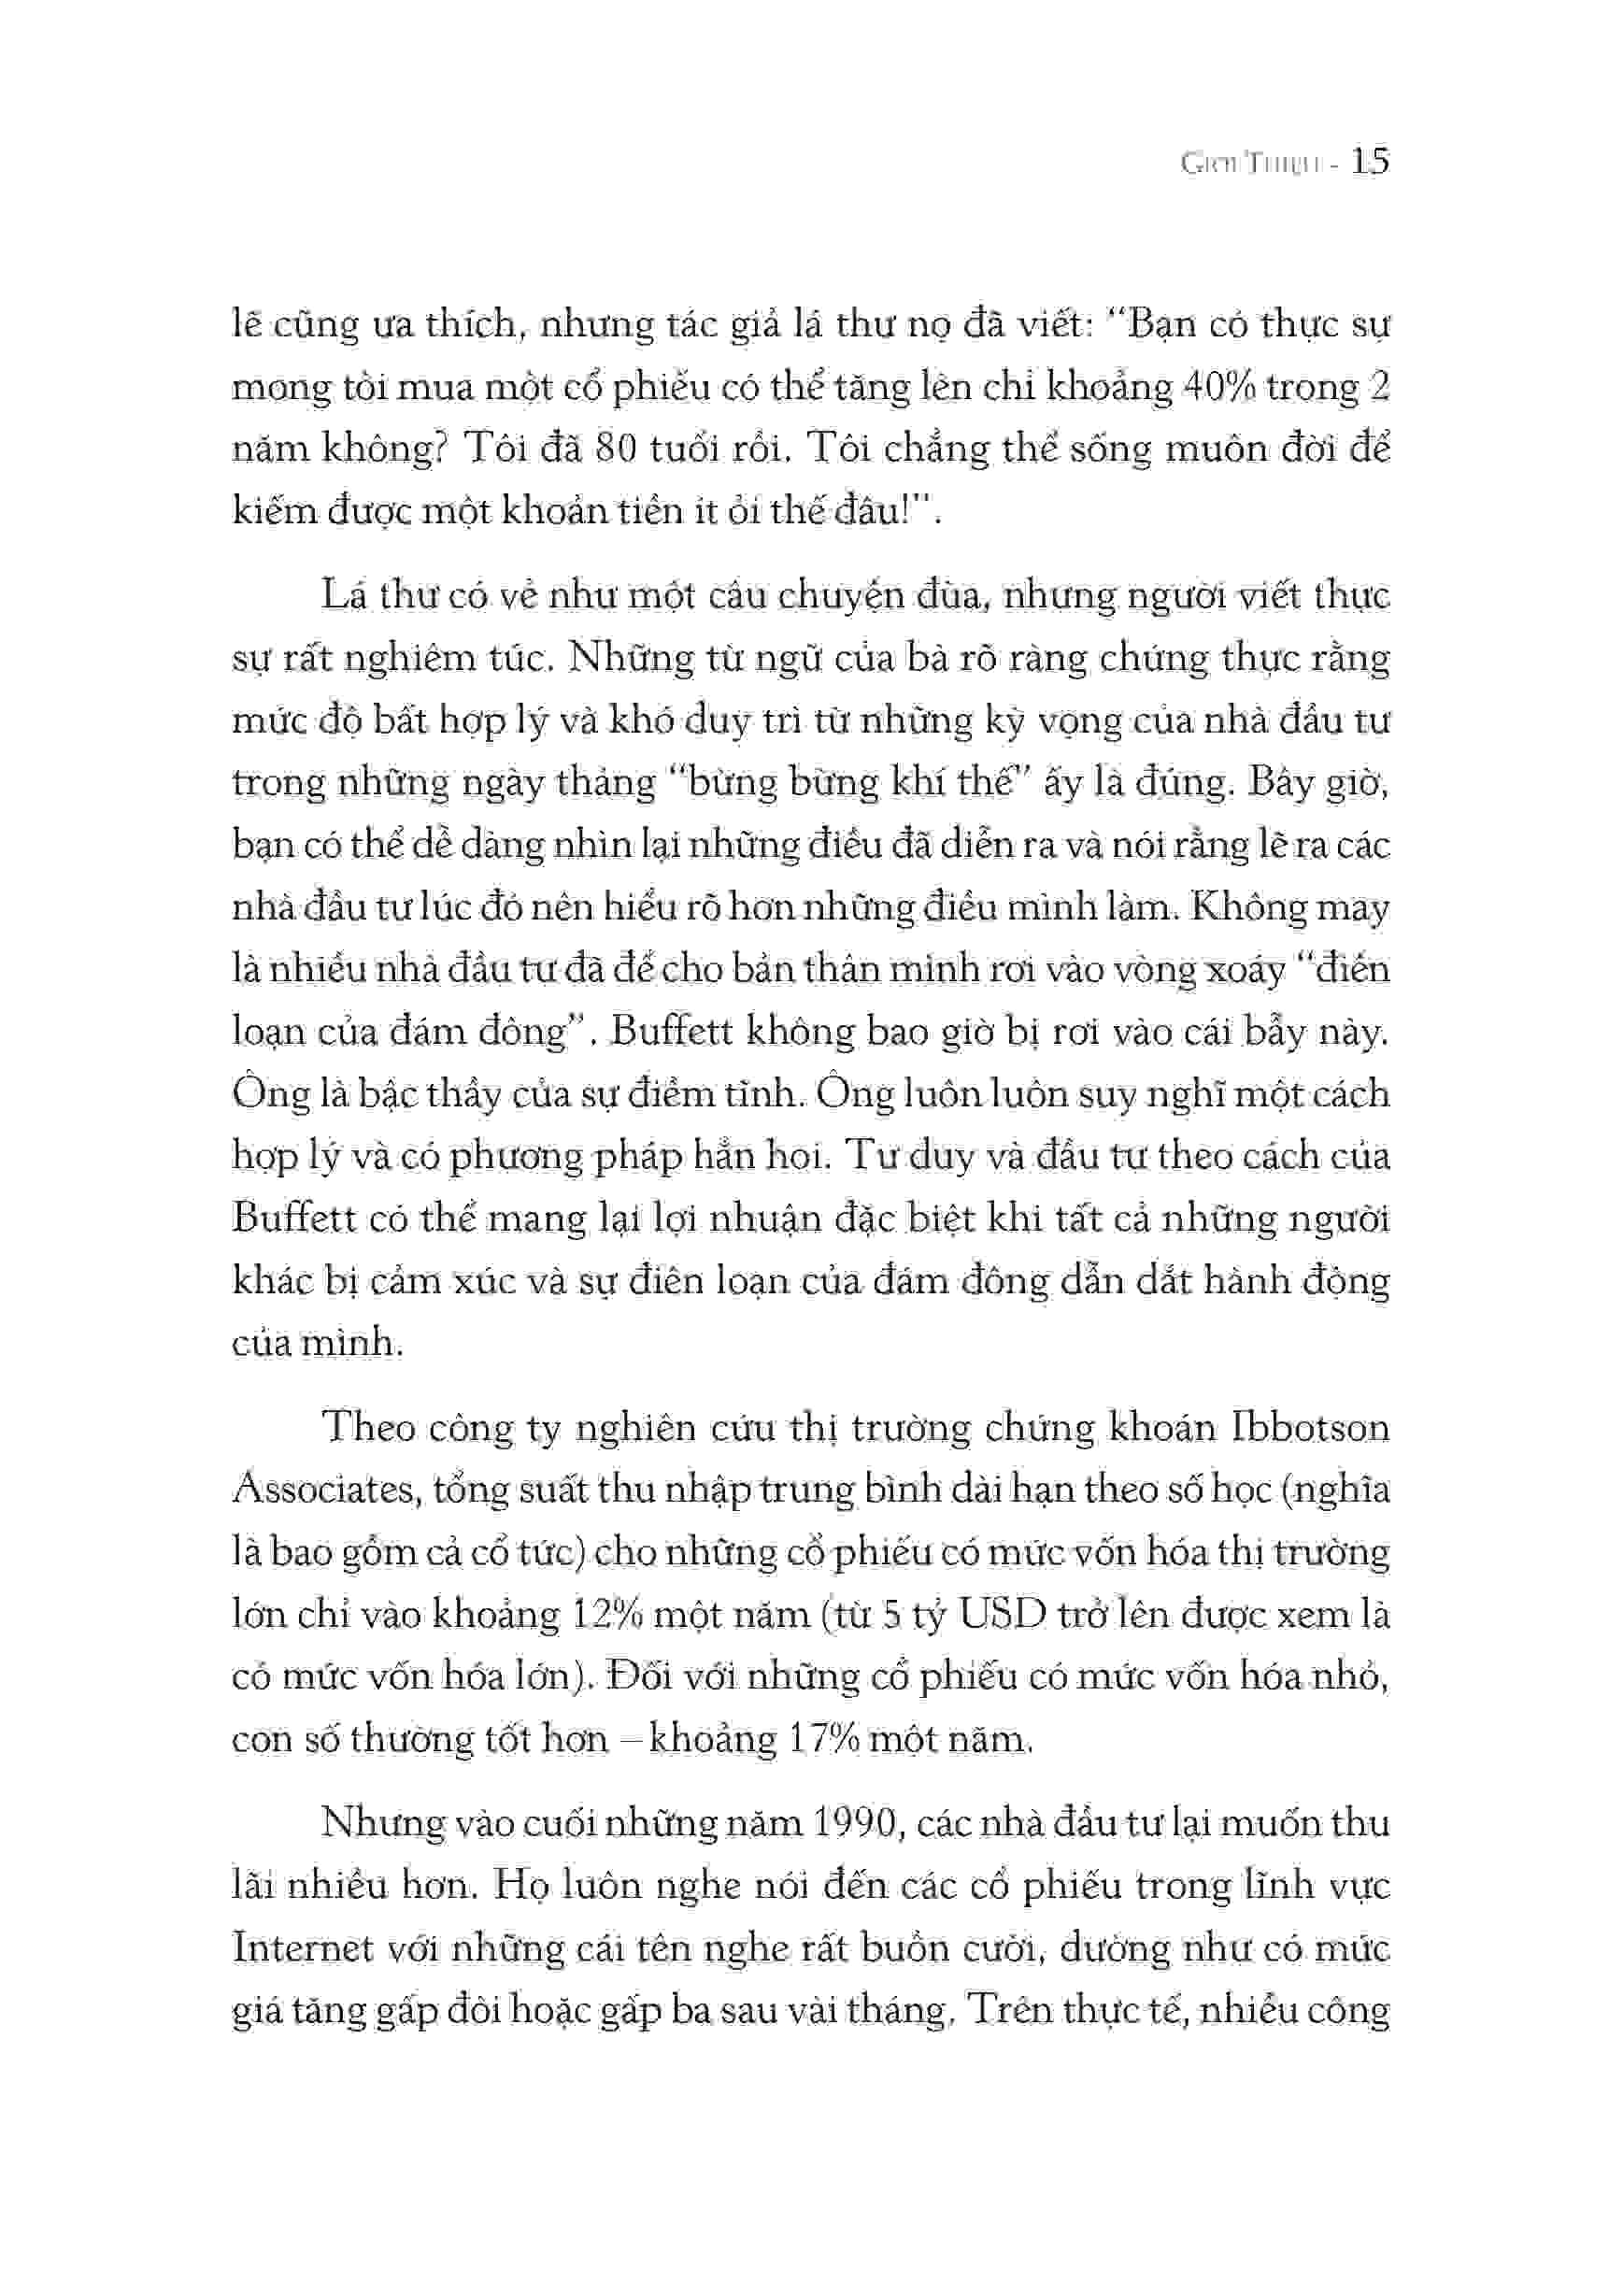 Giới Thiệu - 15
lẽ cũng ưa thích, nhưng tác giả lá thư nọ đã viết: “Bạn có thực sự
mong tôi mua một cổ phiếu có thể tăng lên chỉ khoảng 40% trong 2
năm không? Tôi đã 80 tuổi rồi. Tôi chẳng thể sống muôn đời để
kiếm được một khoản tiền ít ỏi thế đâu!”.
Lá thư có vẻ như một câu chuyện đùa, nhưng người viết thực
sự rất nghiêm túc. Những từ ngữ của bà rõ ràng chứng thực rằng
mức độ bất hợp lý và khó duy trì từ những kỳ vọng của nhà đầu tư
trong những ngày tháng “bừng bừng khí thế” ấy là đúng. Bây giờ,
bạn có thể dễ dàng nhìn lại những điều đã diễn ra và nói rằng lẽ ra các
nhà đầu tư lúc đó nên hiểu rõ hơn những điều mình làm. Không may
là nhiều nhà đầu tư đã để cho bản thân mình rơi vào vòng xoáy “điên
loạn của đám đông”. Buffett không bao giờ bị rơi vào cái bẫy này.
Ông là bậc thầy của sự điềm tĩnh. Ông luôn luôn suy nghĩ một cách
hợp lý và có phương pháp hẳn hoi. Tư duy và đầu tư theo cách của
Buffett có thể mang lại lợi nhuận đặc biệt khi tất cả những người
khác bị cảm xúc và sự điên loạn của đám đông dẫn dắt hành động
của mình.
Theo công ty nghiên cứu thị trường chứng khoán Ibbotson
Associates, tổng suất thu nhập trung bình dài hạn theo số học (nghĩa
là bao gồm cả cổ tức) cho những cổ phiếu có mức vốn hóa thị trường
lớn chỉ vào khoảng 12% một năm (từ 5 tỷ USD trở lên được xem là
có mức vốn hóa lớn). Đối với những cổ phiếu có mức vốn hóa nhỏ,
con số thường tốt hơn – khoảng 17% một năm.
Nhưng vào cuối những năm 1990, các nhà đầu tư lại muốn thu
lãi nhiều hơn. Họ luôn nghe nói đến các cổ phiếu trong lĩnh vực
Internet với những cái tên nghe rất buồn cười, dường như có mức
giá tăng gấp đôi hoặc gấp ba sau vài tháng. Trên thực tế, nhiều công